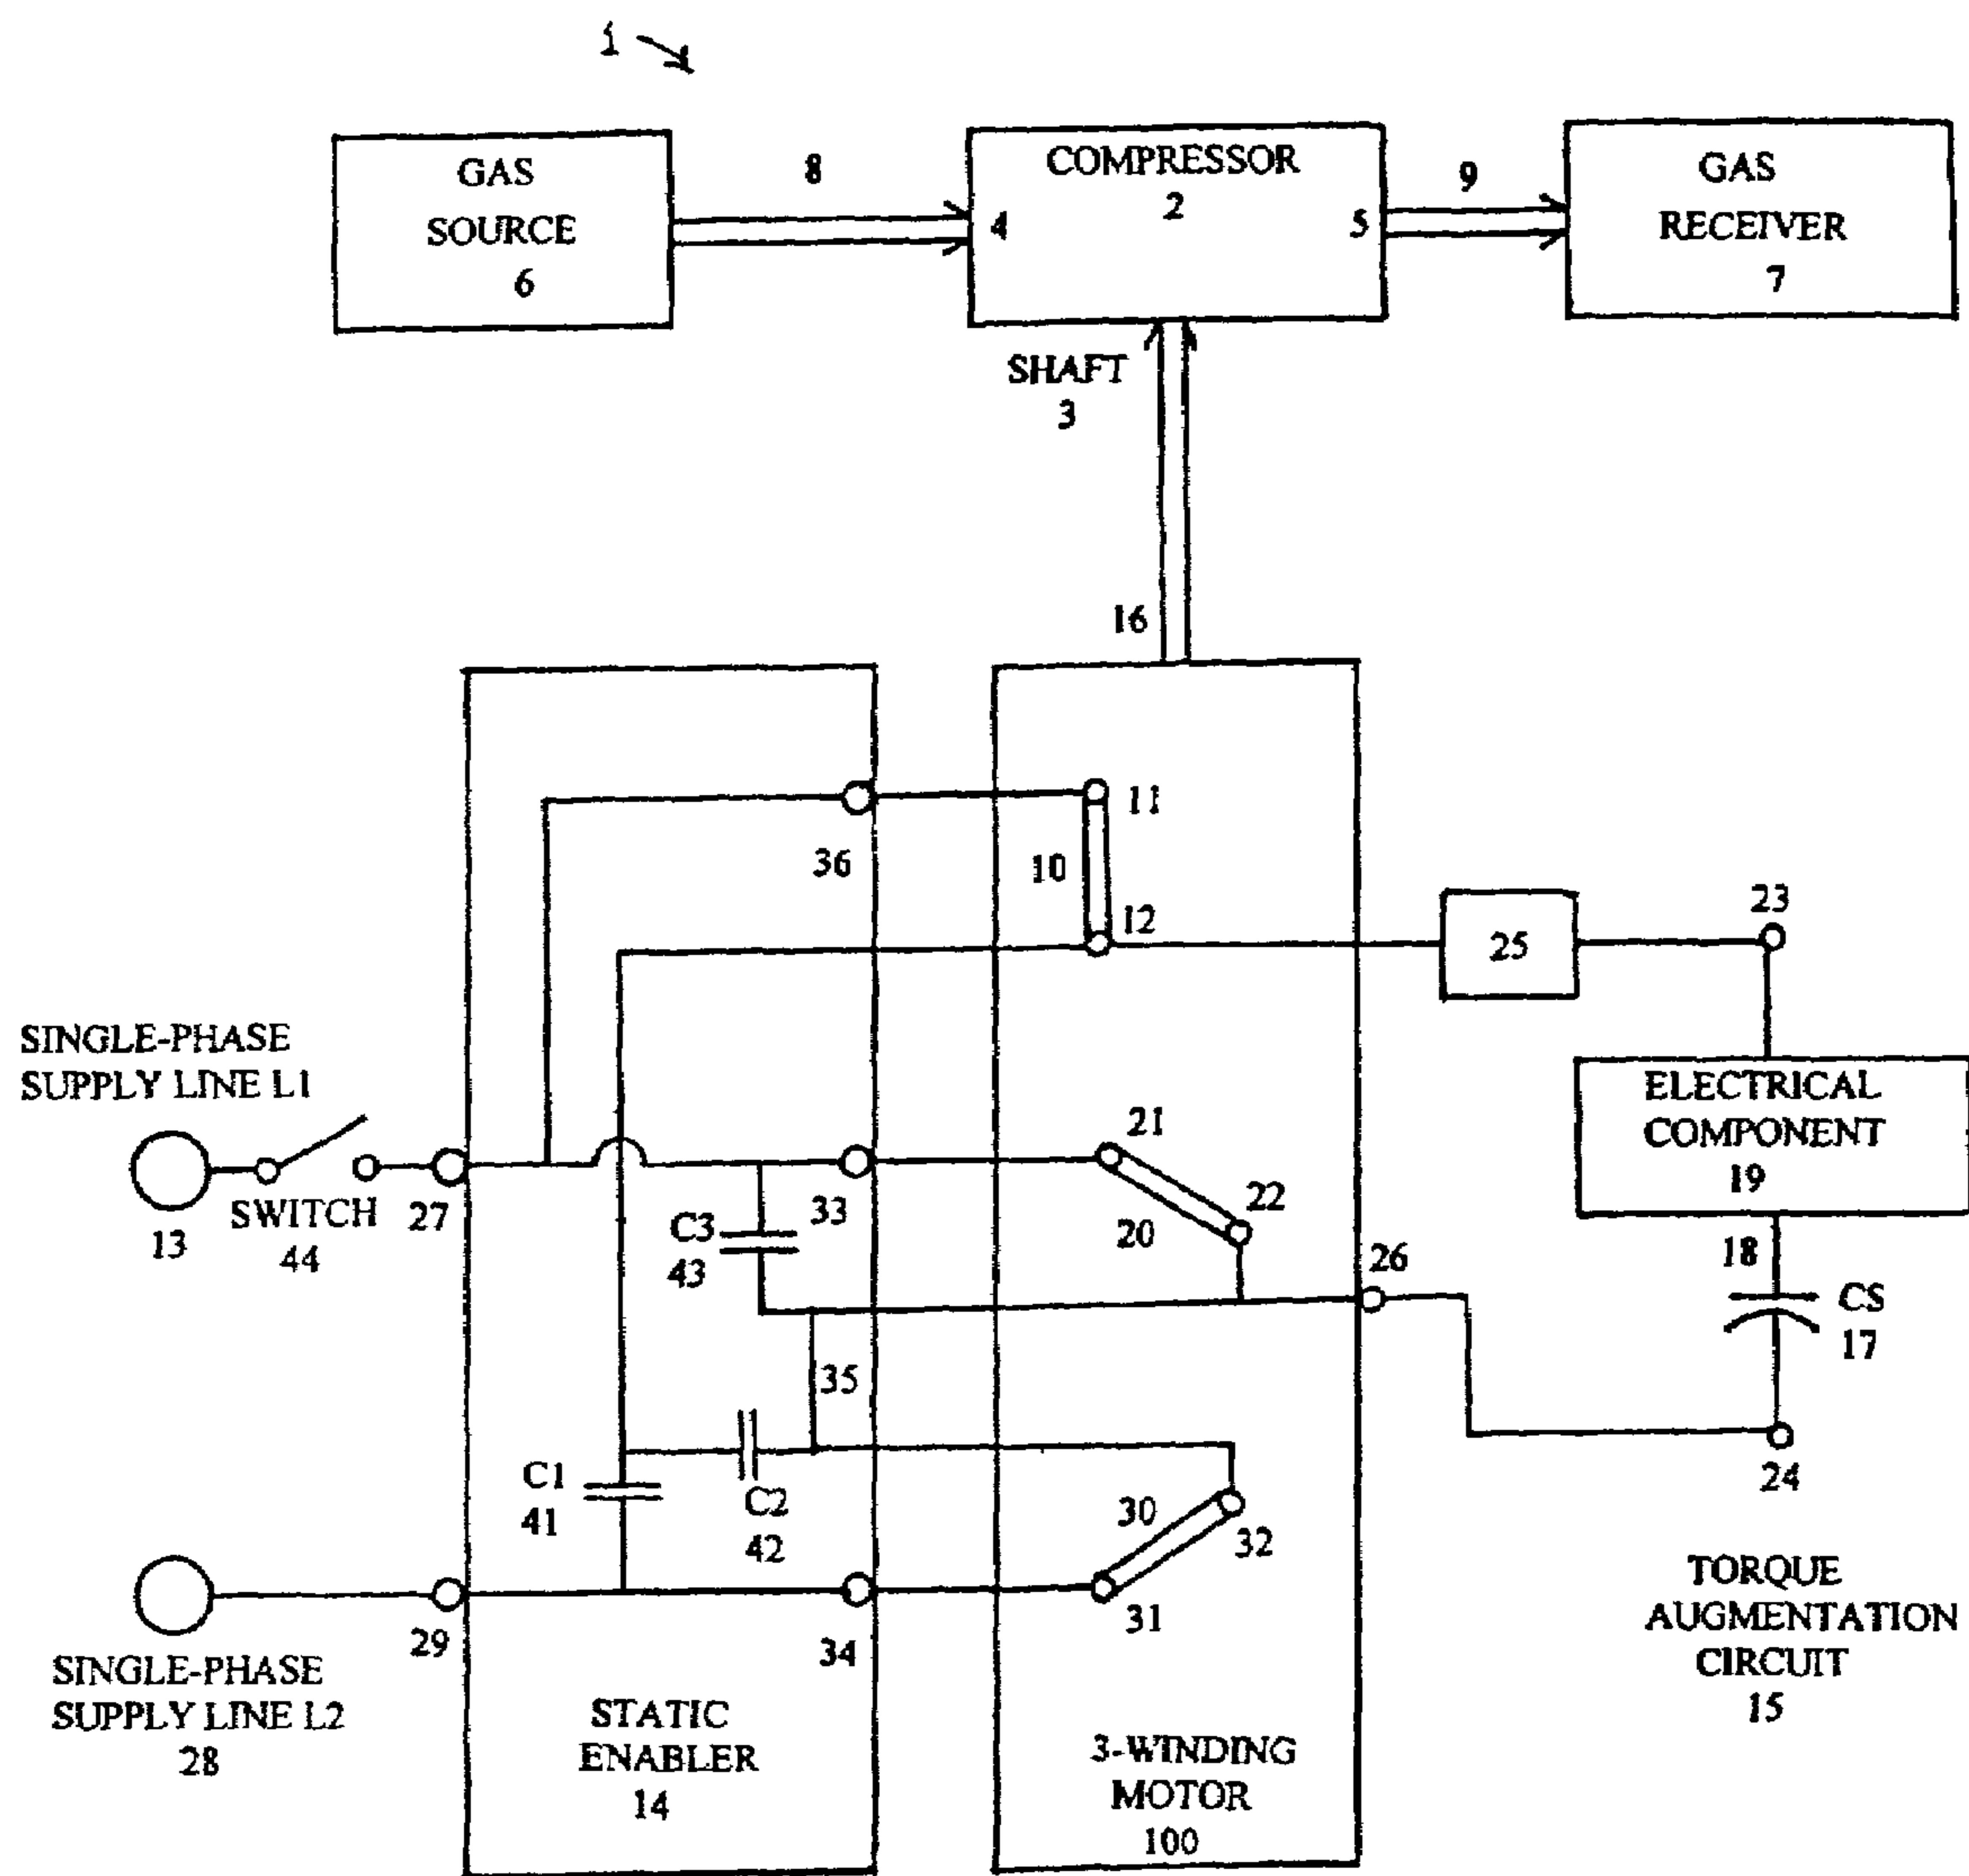 1
GAS
SOURCE
6
8
4
COMPRESSOR
2
5
9
GAS
RECEIVER
7
SHAFT
3
16
36
11
10
12
25
23
SINGLE-PHASE
SUPPLY LINE L1
13
SWITCH
44
27
C3
43
33
21
20
22
26
ELECTRICAL
COMPONENT
19
18
CS
17
35
24
C1
41
C2
42
30
32
31
SINGLE-PHASE
SUPPLY LINE L2
28
29
34
STATIC
ENABLER
14
3-WINDING
MOTOR
100
TORQUE
AUGMENTATION
CIRCUIT
15